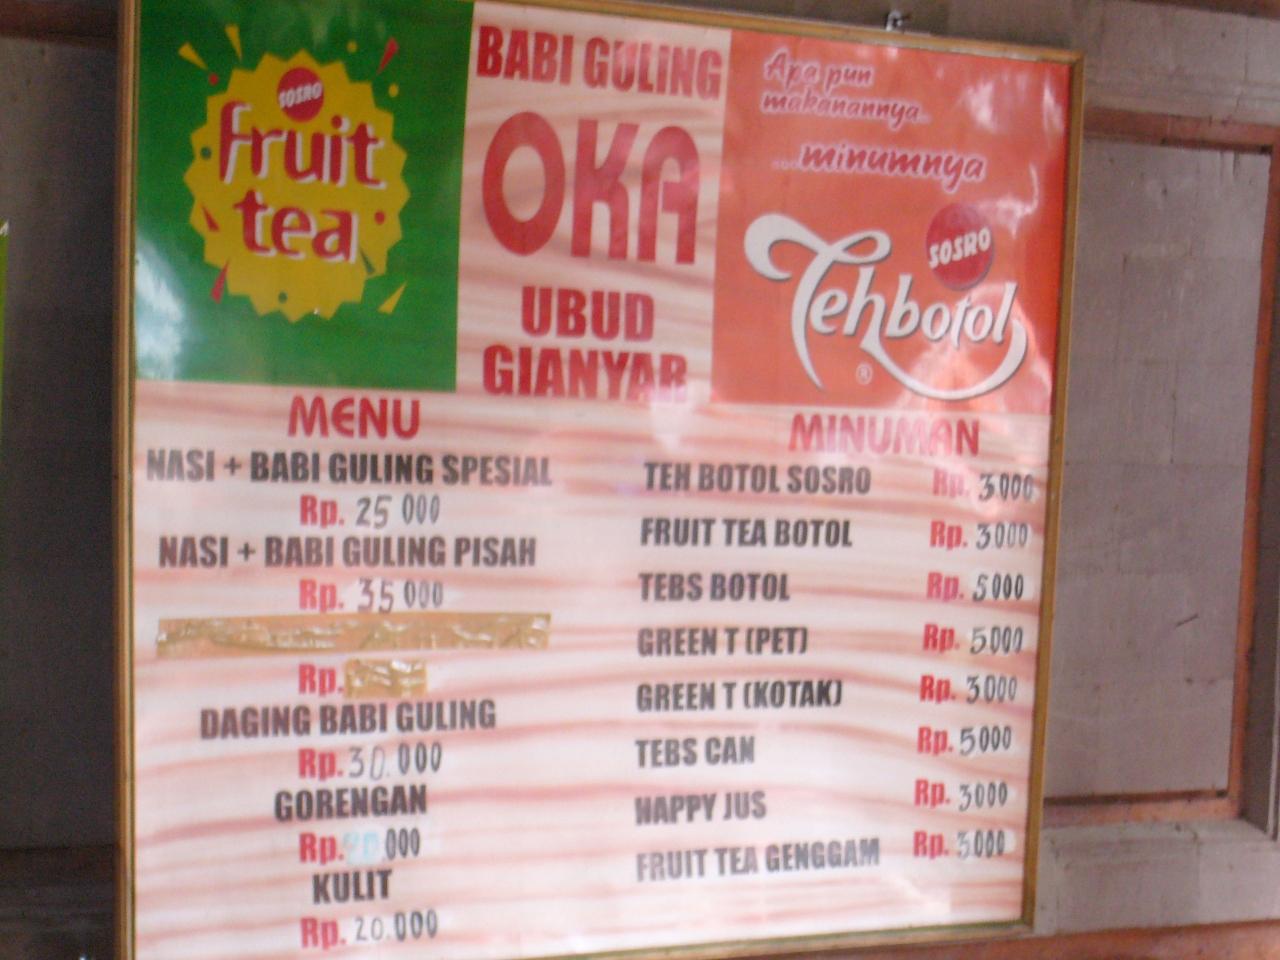 SOSRO
fruit
tea
BABI GULING
OKA
UBUD
GIANYAR
Apa pun
makanannya..
...minumnya
SOSRO
Tehbotol
®
MENU
NASI + BABI GULING SPESIAL
Rp. 25 000
NASI + BABI GULING PISAH
Rp. 35 000
Rp.
DAGING BABI GULING
Rp. 30.000
GORENGAN
Rp. .000
KULIT
Rp. 20.000
MINUMAN
TEH BOTOL SOSRO Rp. 3000
FRUIT TEA BOTOL Rp. 3000
TEBS BOTOL Rp. 5000
GREEN T (PET) Rp. 5000
GREEN T (KOTAK) Rp. 3000
TEBS CAN Rp. 5000
HAPPY JUS Rp. 3000
FRUIT TEA GENGGAM Rp. 3000